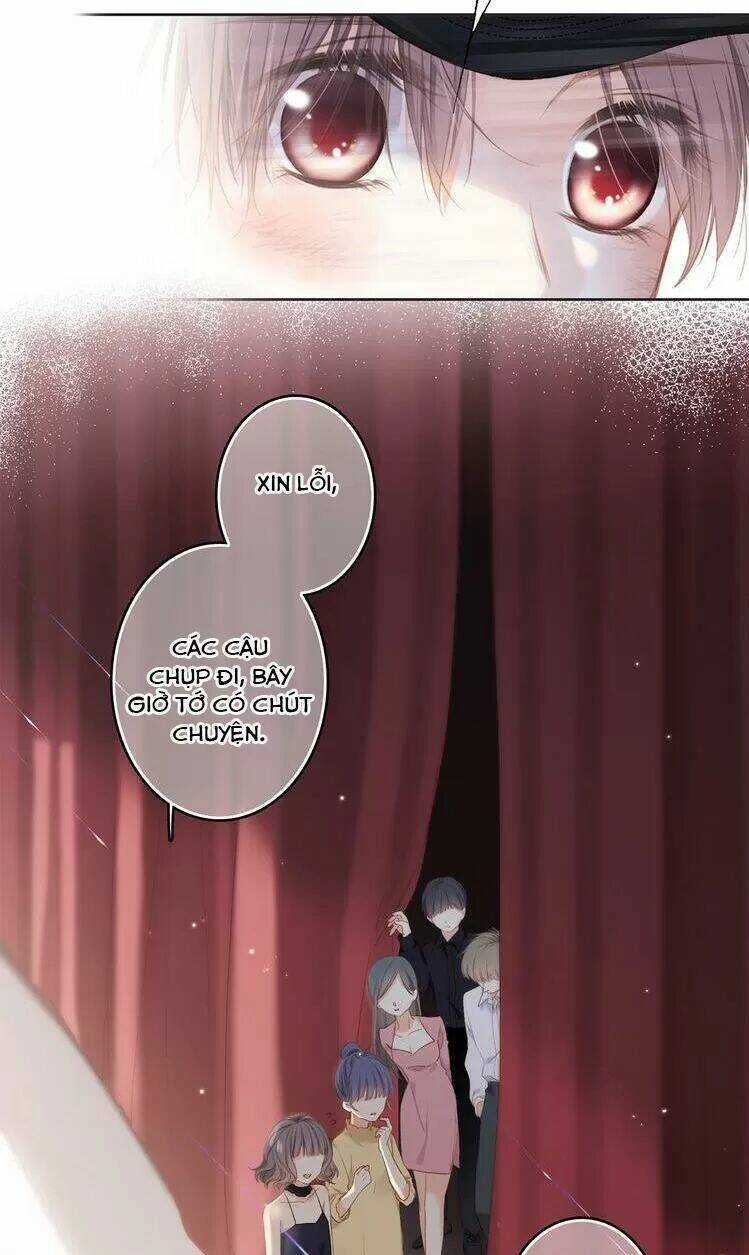 XIN LỖI,
CÁC CẬU
CHỤP ĐI, BÂY
GIỜ TỚ CÓ CHÚT
CHUYỆN.